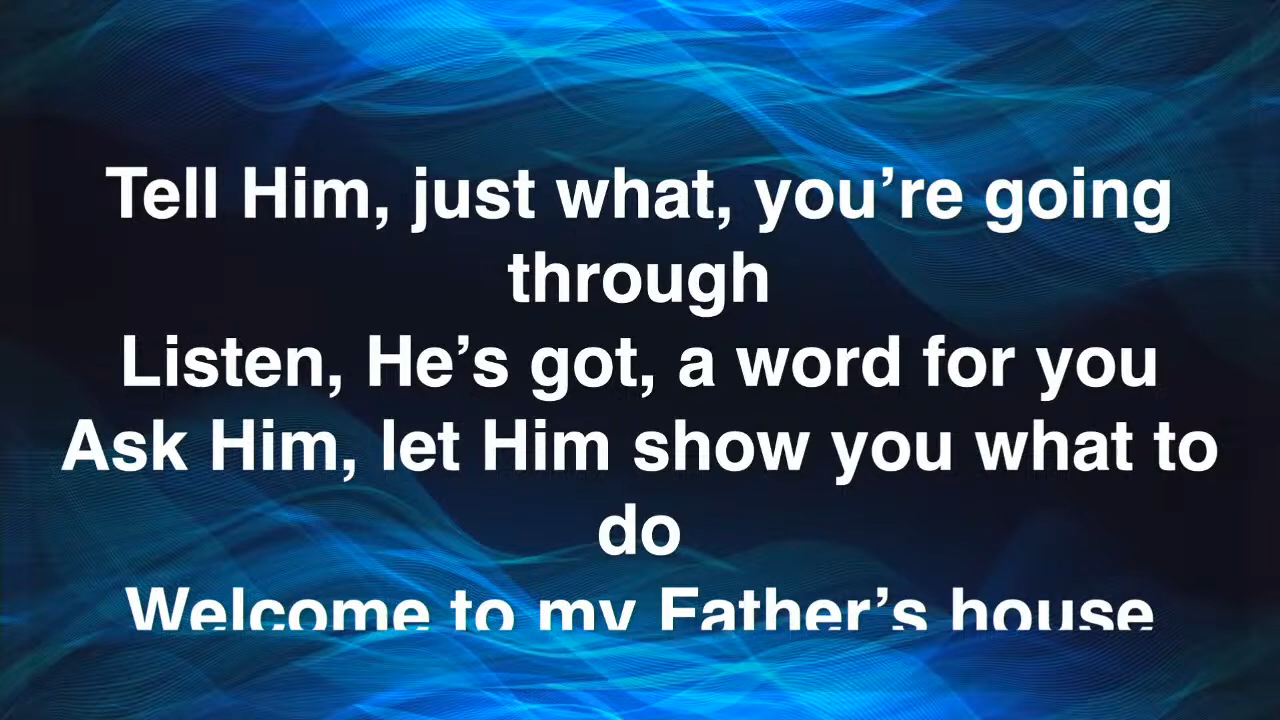 Tell Him, just what, you’re going
through
Listen, He’s got, a word for you
Ask Him, let Him show you what to
do
Welcome to my Father’s house